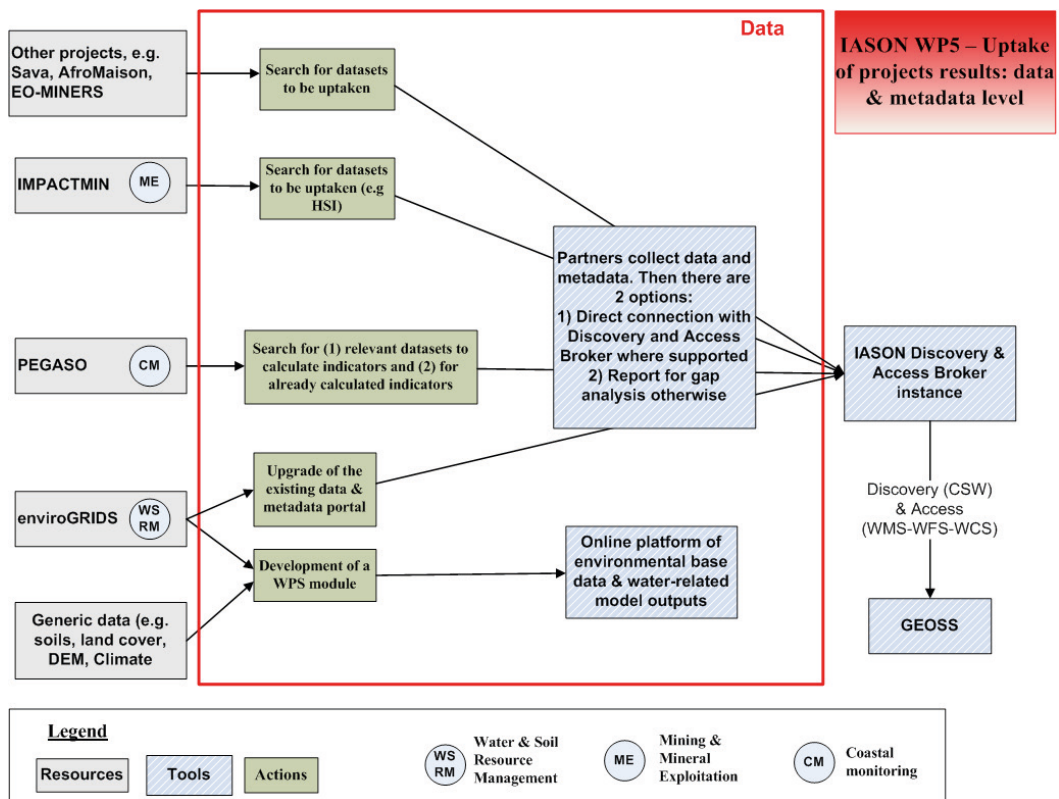 Data
IASON WP5 – Uptake
of projects results: data
& metadata level
Other projects, e.g.
Sava, AfroMaison,
EO-MINERS
Search for datasets
to be uptaken
IMPACTMIN
ME
Search for datasets
to be uptaken (e.g
HSI)
Partners collect data and
metadata. Then there are
2 options:
1) Direct connection with
Discovery and Access
Broker where supported
2) Report for gap
analysis otherwise
PEGASO
CM
Search for (1) relevant datasets to
calculate indicators and (2) for
already calculated indicators
IASON Discovery &
Access Broker
instance
enviroGRIDS
WS
RM
Upgrade of the
existing data &
metadata portal
Discovery (CSW)
& Access
(WMS-WFS-WCS)
Development of a
WPS module
Online platform of
environmental base
data & water-related
model outputs
GEOSS
Generic data (e.g.
soils, land cover,
DEM, Climate
Legend
Resources
Tools
Actions
WS
RM
Water & Soil
Resource
Management
ME
Mining &
Mineral
Exploitation
CM
Coastal
monitoring